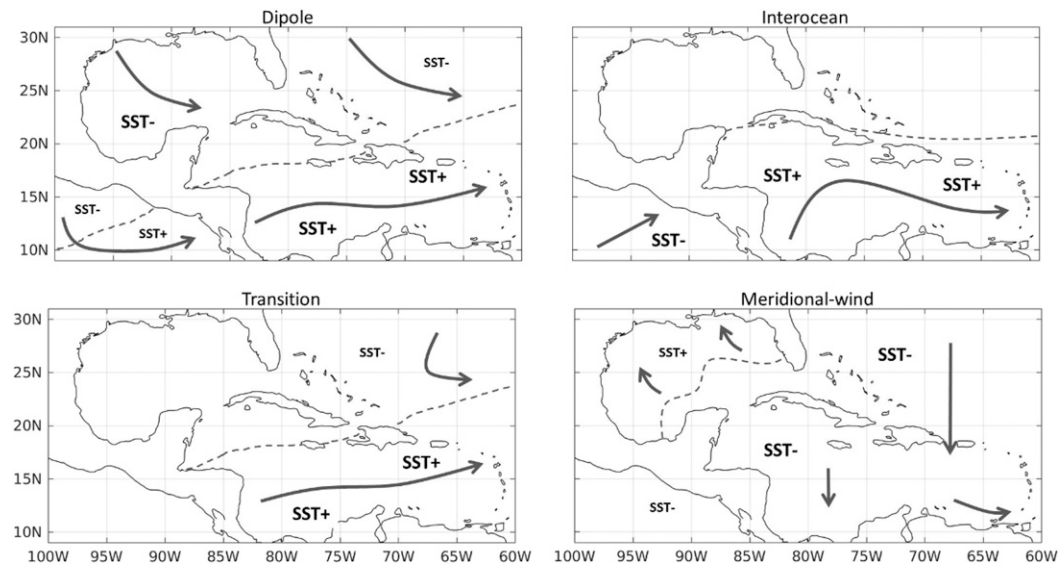 Dipole
30N
25N
20N
15N
10N
SST-
SST-
SST+
SST-
SST+
SST+
Interocean
SST+
SST+
SST-
Transition
30N
25N
20N
15N
10N
100W 95W 90W 85W 80W 75W 70W 65W 60W
SST-
SST+
SST+
Meridional-wind
SST+
SST-
SST-
SST-
100W 95W 90W 85W 80W 75W 70W 65W 60W